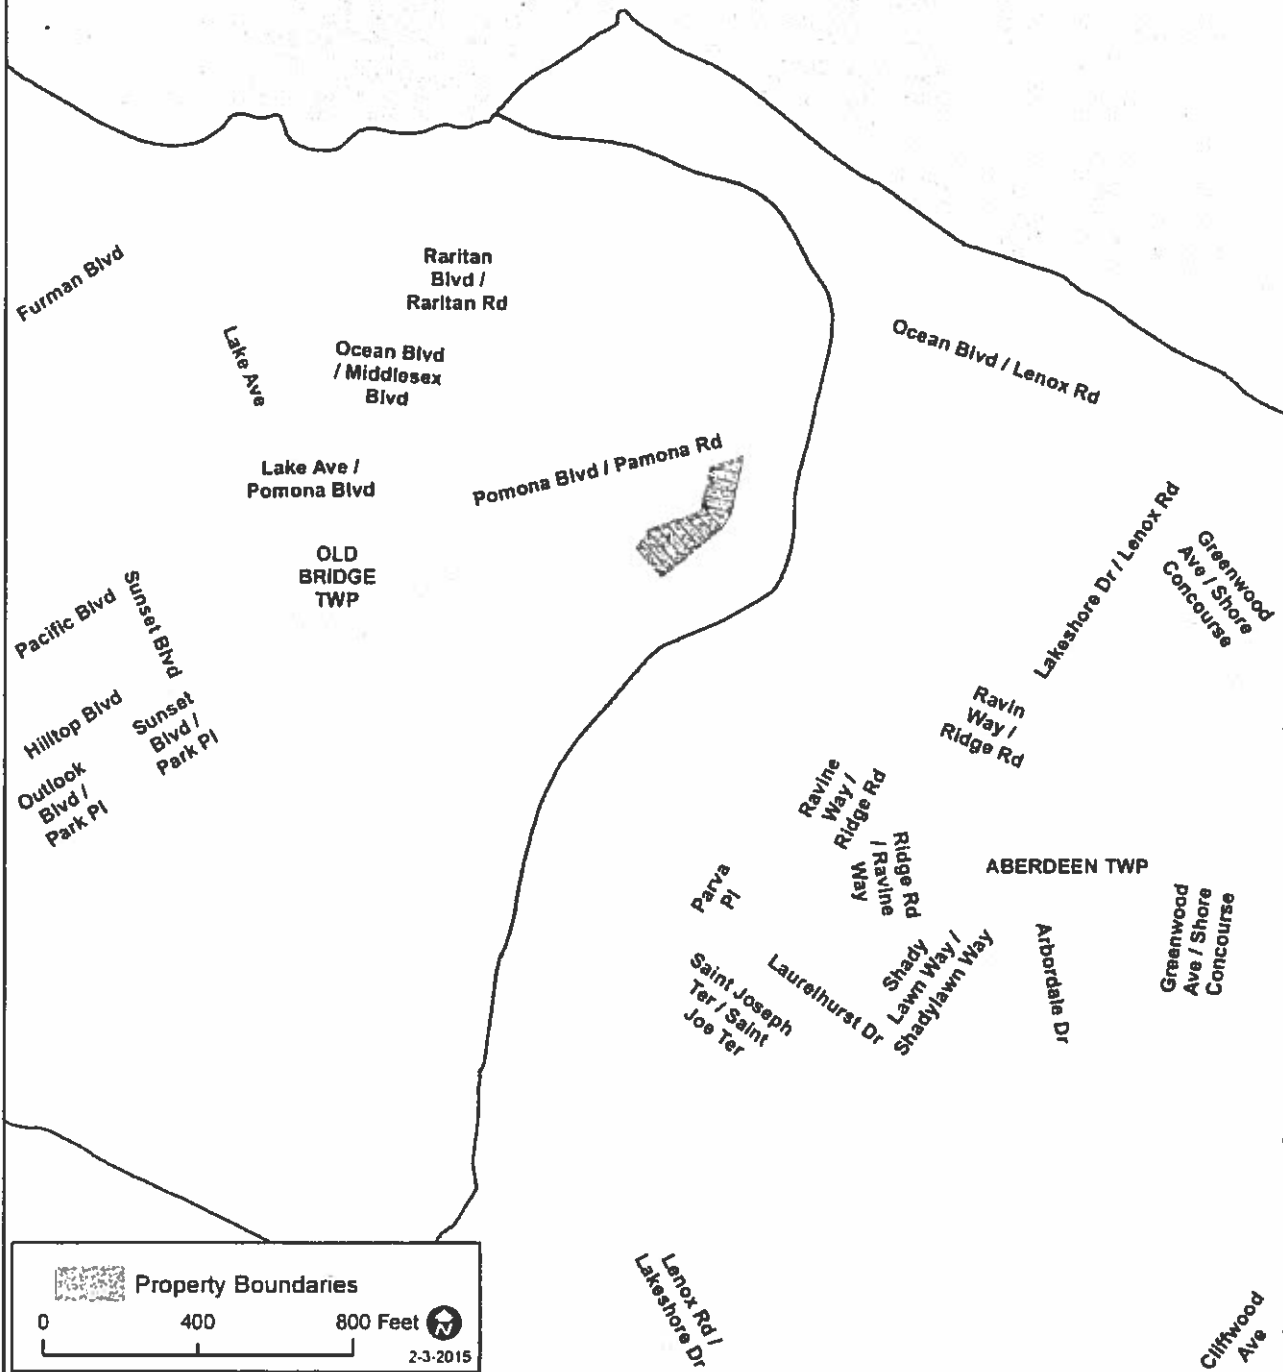 Furman Blvd
Raritan
Blvd /
Raritan Rd
Lake Ave
Ocean Blvd
/ Middlesex
Blvd
Ocean Blvd / Lenox Rd
Lake Ave /
Pomona Blvd
Pomona Blvd / Pamona Rd
OLD
BRIDGE
TWP
Lakeshore Dr / Lenox Rd
Greenwood
Ave / Shore
Concourse
Pacific Blvd
Sunset Blvd
Hilltop Blvd
Sunset
Blvd /
Park Pl
Outlook
Blvd /
Park Pl
Ravin
Way /
Ridge Rd
Ravine
Way /
Ridge Rd
Ridge Rd
/ Ravine
Way
ABERDEEN TWP
Parva
Pl
Greenwood
Ave / Shore
Concourse
Saint Joseph
Ter / Saint
Joe Ter
Laurelhurst Dr
Shady
Lawn Way /
Shadylawn Way
Arbordale Dr
Lenox Rd /
Lakeshore Dr
Cliffwood
Ave
Property Boundaries
0 400 800 Feet N
2-3-2015